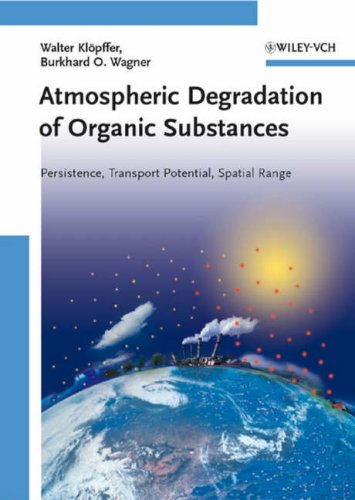 Walter Klöpffer,
Burkhard O. Wagner
WILEY-VCH
Atmospheric Degradation
of Organic Substances
Persistence, Transport Potential, Spatial Range